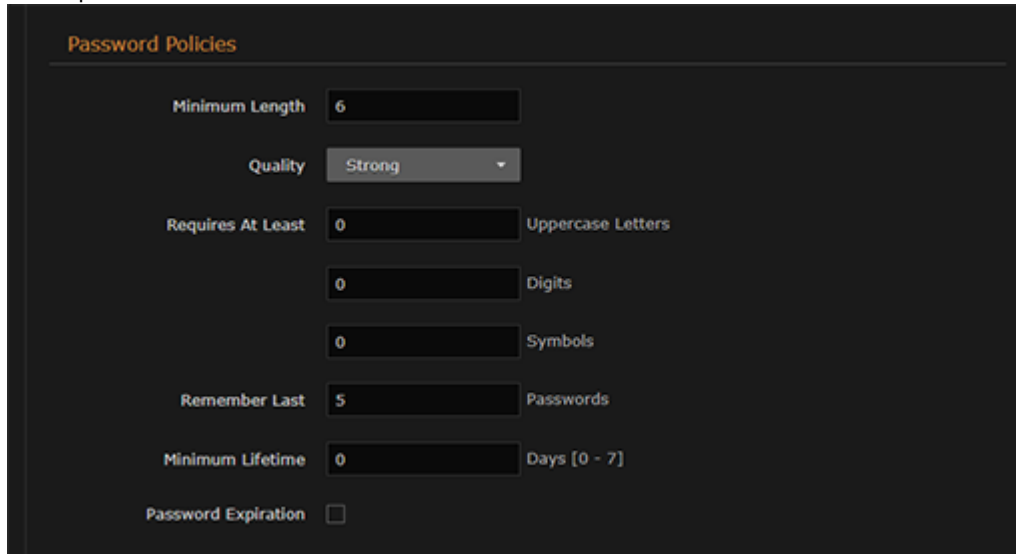 Password Policies
Minimum Length 6
Quality Strong
Requires At Least 0 Uppercase Letters
0 Digits
0 Symbols
Remember Last 5 Passwords
Minimum Lifetime 0 Days [0 - 7]
Password Expiration